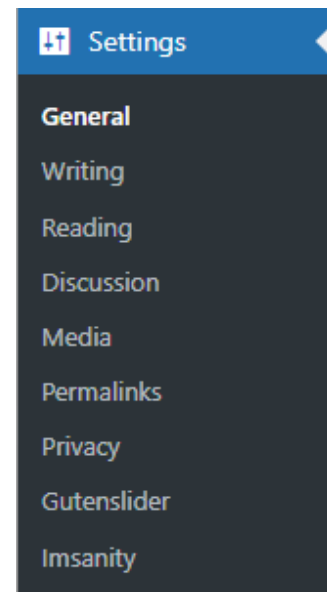 Settings
General
Writing
Reading
Discussion
Media
Permalinks
Privacy
Gutenslider
Imsanity